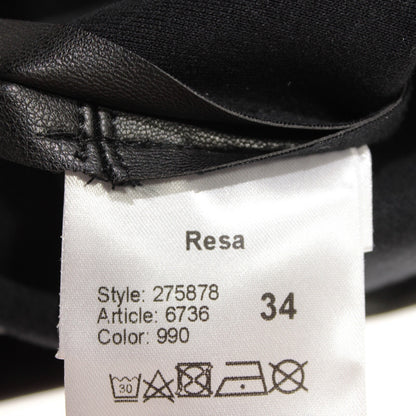 Resa
Style: 275878
Article: 6736
34
Color: 990
30